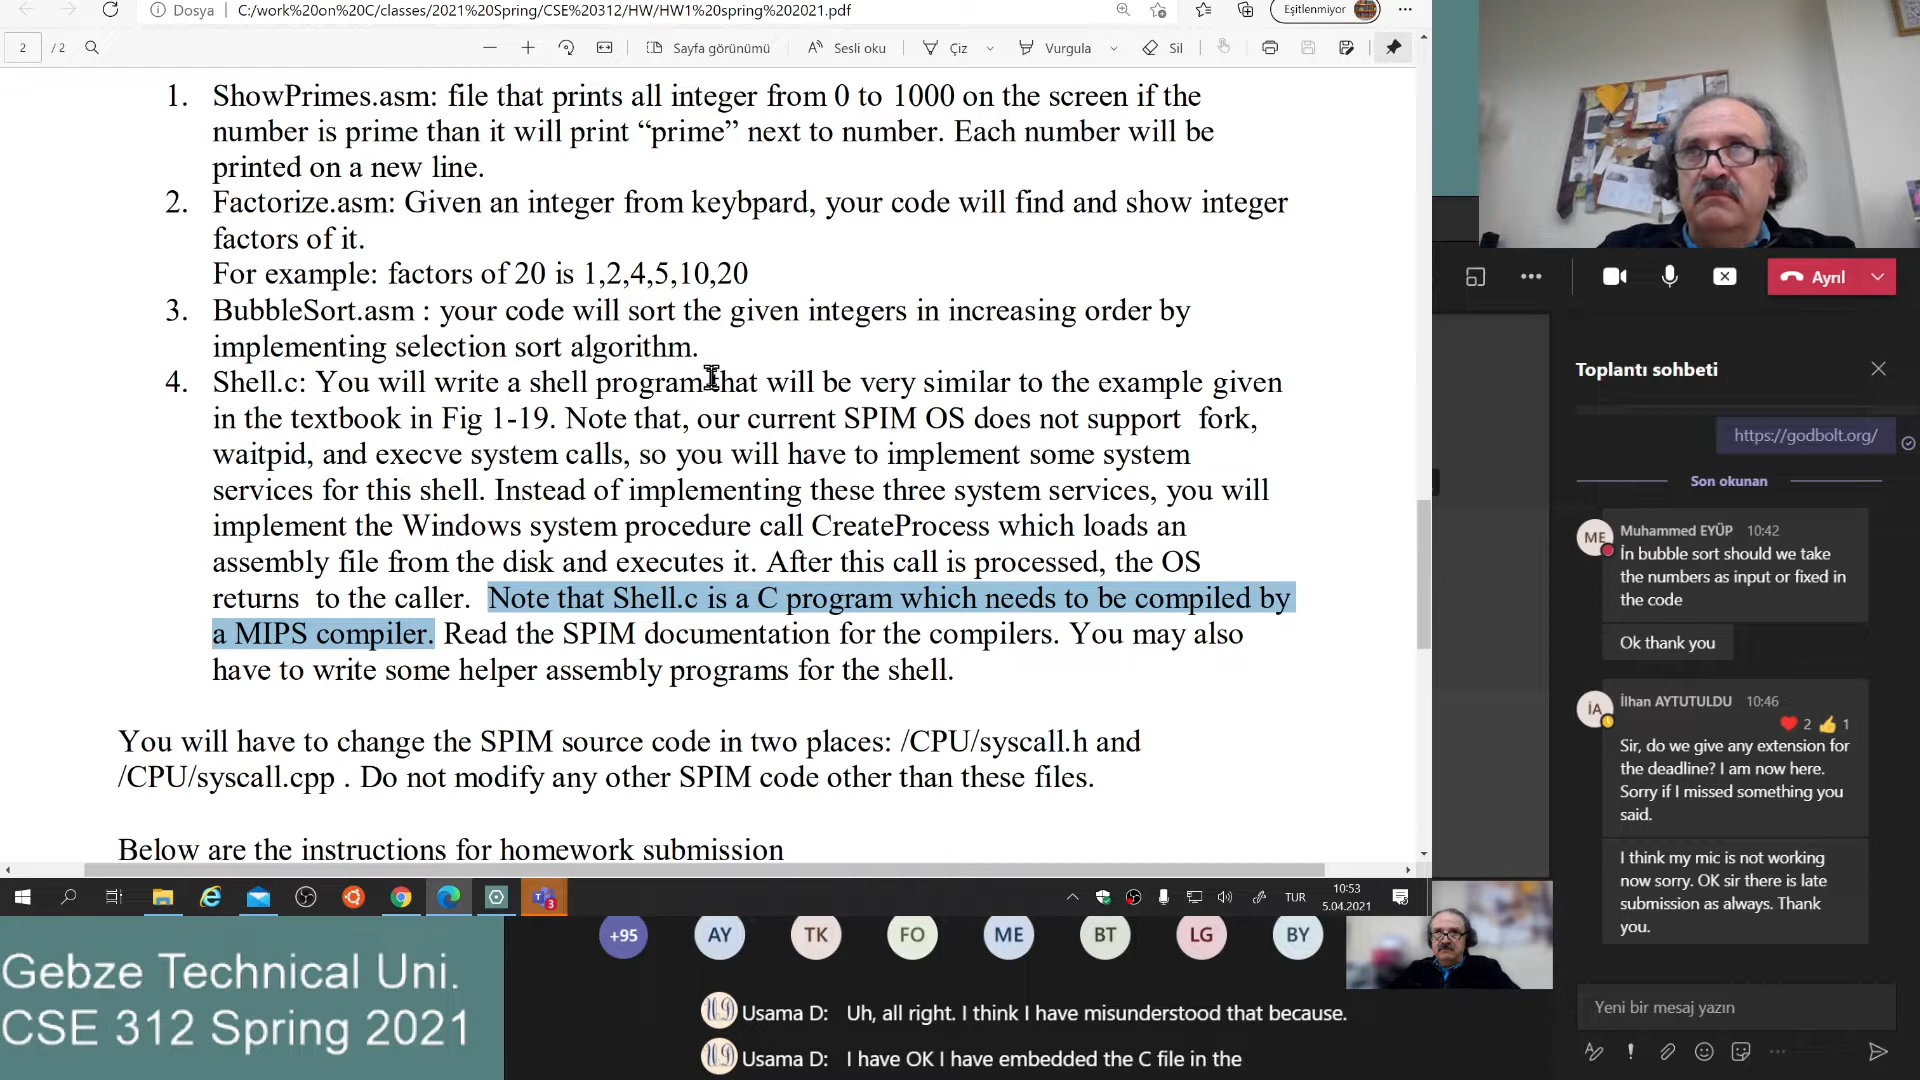 Dosya
C:/work%20on%20C/classes/2021%20Spring/CSE%20312/HW/HW1%20spring%202021.pdf
Eşitlenmiyor
2 / 2
Sayfa görünümü
Sesli oku
Çiz
Vurgula
Sil
1. ShowPrimes.asm: file that prints all integer from 0 to 1000 on the screen if the
number is prime than it will print “prime” next to number. Each number will be
printed on a new line.
2. Factorize.asm: Given an integer from keybpard, your code will find and show integer
factors of it.
For example: factors of 20 is 1,2,4,5,10,20
3. BubbleSort.asm : your code will sort the given integers in increasing order by
implementing selection sort algorithm.
4. Shell.c: You will write a shell program that will be very similar to the example given
in the textbook in Fig 1-19. Note that, our current SPIM OS does not support fork,
waitpid, and execve system calls, so you will have to implement some system
services for this shell. Instead of implementing these three system services, you will
implement the Windows system procedure call CreateProcess which loads an
assembly file from the disk and executes it. After this call is processed, the OS
returns to the caller. Note that Shell.c is a C program which needs to be compiled by
a MIPS compiler. Read the SPIM documentation for the compilers. You may also
have to write some helper assembly programs for the shell.
You will have to change the SPIM source code in two places: /CPU/syscall.h and
/CPU/syscall.cpp . Do not modify any other SPIM code other than these files.
Below are the instructions for homework submission
3
TUR
10:53
5.04.2021
Ayrıl
Toplantı sohbeti
https://godbolt.org/
Son okunan
ME
Muhammed EYÜP 10:42
İn bubble sort should we take
the numbers as input or fixed in
the code
Ok thank you
İA
İlhan AYTUTULDU 10:46
2 1
Sir, do we give any extension for
the deadline? I am now here.
Sorry if I missed something you
said.
I think my mic is not working
now sorry. OK sir there is late
submission as always. Thank
you.
Yeni bir mesaj yazın
Gebze Technical Uni.
CSE 312 Spring 2021
+95 AY TK FO ME BT LG BY
UD Usama D: Uh, all right. I think I have misunderstood that because.
UD Usama D: I have OK I have embedded the C file in the